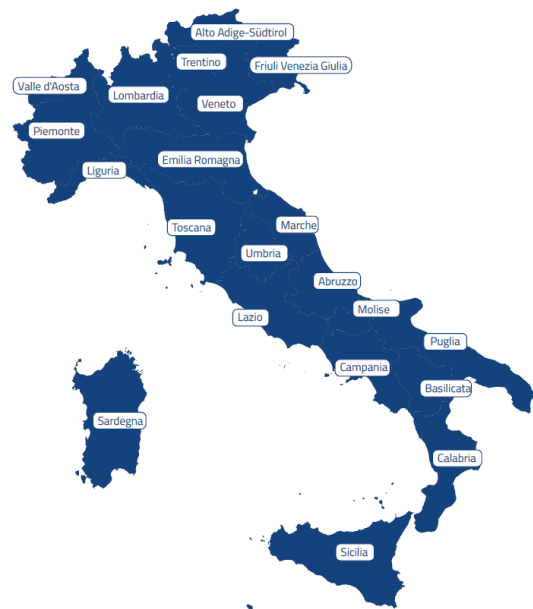 Alto Adige-Südtirol
Trentino
Friuli Venezia Giulia
Valle d'Aosta
Lombardia
Veneto
Piemonte
Emilia Romagna
Liguria
Toscana
Marche
Umbria
Abruzzo
Molise
Lazio
Puglia
Campania
Basilicata
Sardegna
Calabria
Sicilia